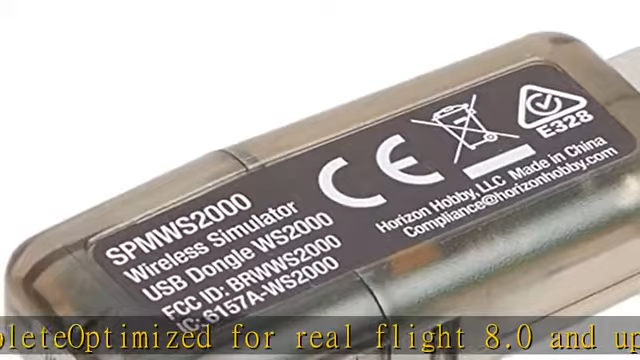 SPMWS2000
Wireless Simulator
USB Dongle WS2000
FCC ID: BRWWS2000
IC: 6157A-WS2000
CE
E328
Horizon Hobby, LLC Made in China
Compliance@horizonhobby.com
pleteOptimized for real flight 8.0 and up